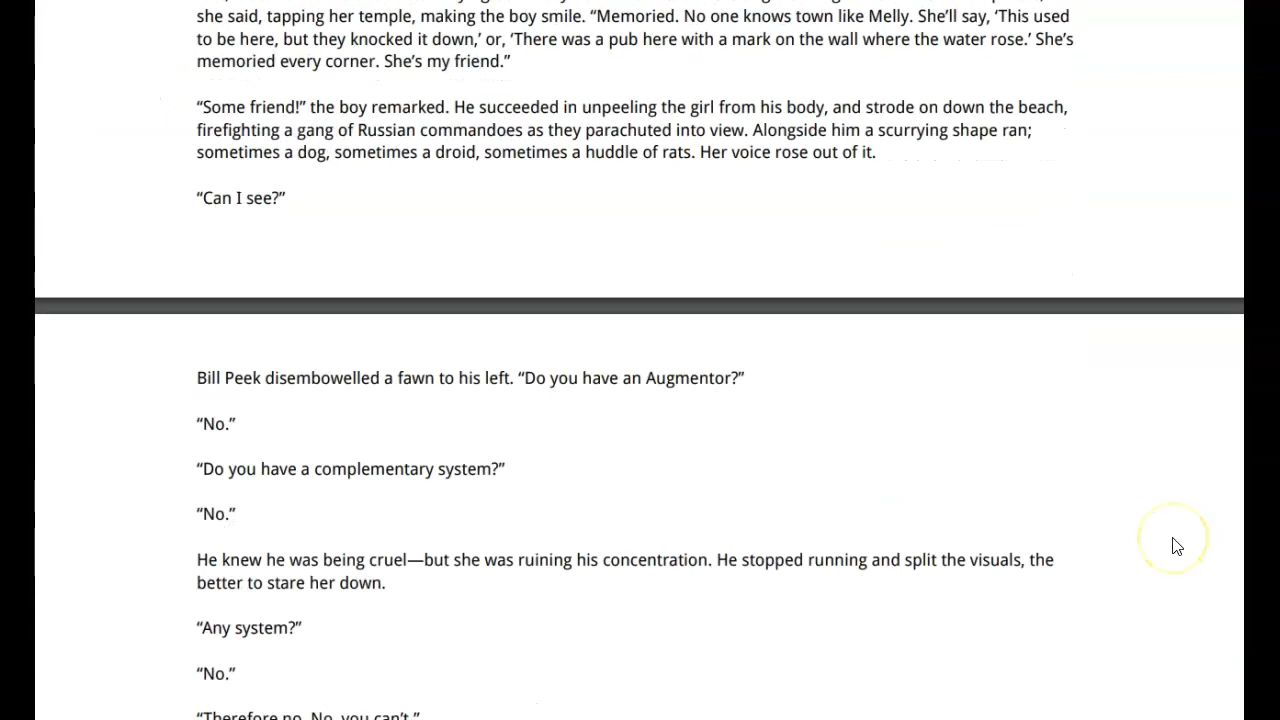 she said, tapping her temple, making the boy smile. “Memoried. No one knows town like Melly. She’ll say, ‘This used
to be here, but they knocked it down,’ or, ‘There was a pub here with a mark on the wall where the water rose.’ She’s
memoried every corner. She’s my friend.”
“Some friend!” the boy remarked. He succeeded in unpeeling the girl from his body, and strode on down the beach,
firefighting a gang of Russian commandoes as they parachuted into view. Alongside him a scurrying shape ran;
sometimes a dog, sometimes a droid, sometimes a huddle of rats. Her voice rose out of it.
“Can I see?”
Bill Peek disembowelled a fawn to his left. “Do you have an Augmentor?”
“No.”
“Do you have a complementary system?”
“No.”
He knew he was being cruel—but she was ruining his concentration. He stopped running and split the visuals, the
better to stare her down.
“Any system?”
“No.”
“Therefore no. No, you can’t.”